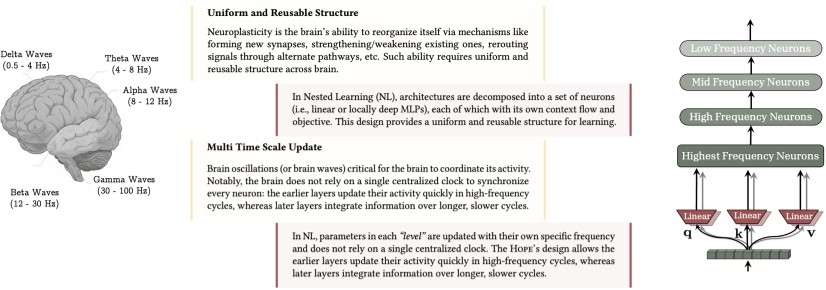 Delta Waves
(0.5 - 4 Hz)
Theta Waves
(4 - 8 Hz)
Alpha Waves
(8 - 12 Hz)
Beta Waves
(12 - 30 Hz)
Gamma Waves
(30 - 100 Hz)
Uniform and Reusable Structure
Neuroplasticity is the brain's ability to reorganize itself via mechanisms like
forming new synapses, strengthening/weakening existing ones, rerouting
signals through alternate pathways, etc. Such ability requires uniform and
reusable structure across brain.
In Nested Learning (NL), architectures are decomposed into a set of neurons
(i.e., linear or locally deep MLPs), each of which with its own context flow and
objective. This design provides a uniform and reusable structure for learning.
Multi Time Scale Update
Brain oscillations (or brain waves) critical for the brain to coordinate its activity.
Notably, the brain does not rely on a single centralized clock to synchronize
every neuron: the earlier layers update their activity quickly in high-frequency
cycles, whereas later layers integrate information over longer, slower cycles.
In NL, parameters in each "level" are updated with their own specific frequency
and does not rely on a single centralized clock. The HOPE's design allows the
earlier layers update their activity quickly in high-frequency cycles, whereas
later layers integrate information over longer, slower cycles.
Low Frequency Neurons
Mid Frequency Neurons
High Frequency Neurons
Highest Frequency Neurons
Linear Linear Linear
q k v